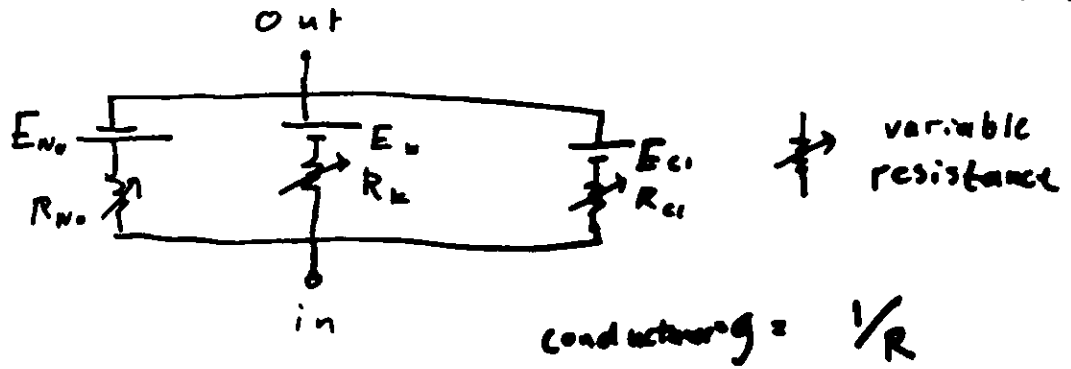 out
E_Na
E_K
E_Cl
variable
R_Na
R_K
R_Cl
resistance
in
conductance g = 1/R